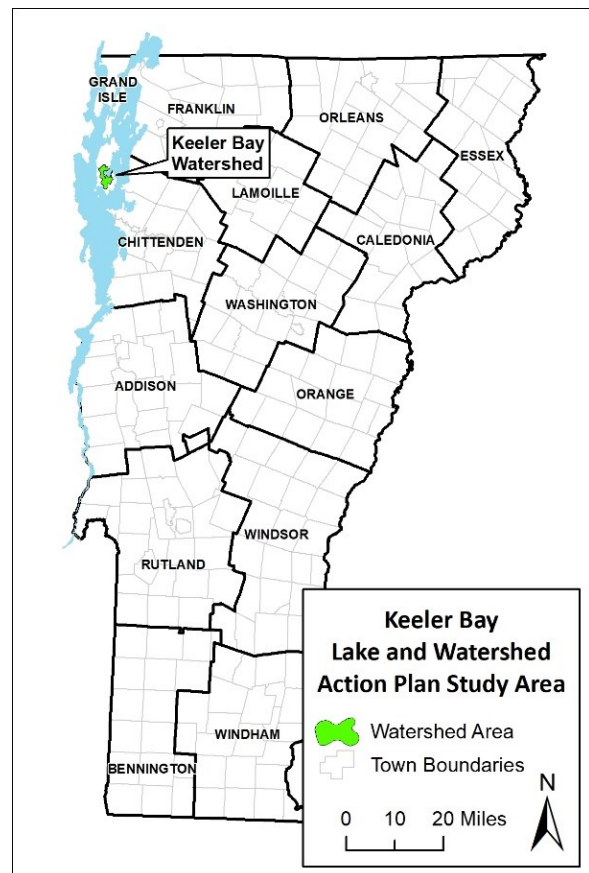 GRAND
ISLE
FRANKLIN
ORLEANS
ESSEX
Keeler Bay
Watershed
LAMOILLE
CALEDONIA
CHITTENDEN
WASHINGTON
ADDISON
ORANGE
WINDSOR
RUTLAND
WINDHAM
BENNINGTON
Keeler Bay
Lake and Watershed
Action Plan Study Area
Watershed Area
Town Boundaries
0 10 20 Miles
N